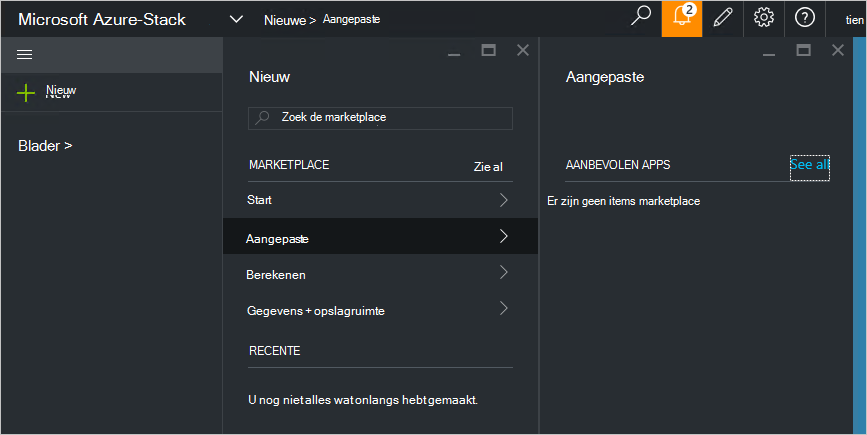 Microsoft Azure-Stack
Nieuwe > Aangepaste
2
tien
Nieuw
Blader >
Nieuw
Zoek de marketplace
MARKETPLACE
Zie al
Start
Aangepaste
Berekenen
Gegevens + opslagruimte
RECENTE
U nog niet alles wat onlangs hebt gemaakt.
Aangepaste
AANBEVOLEN APPS
See all
Er zijn geen items marketplace